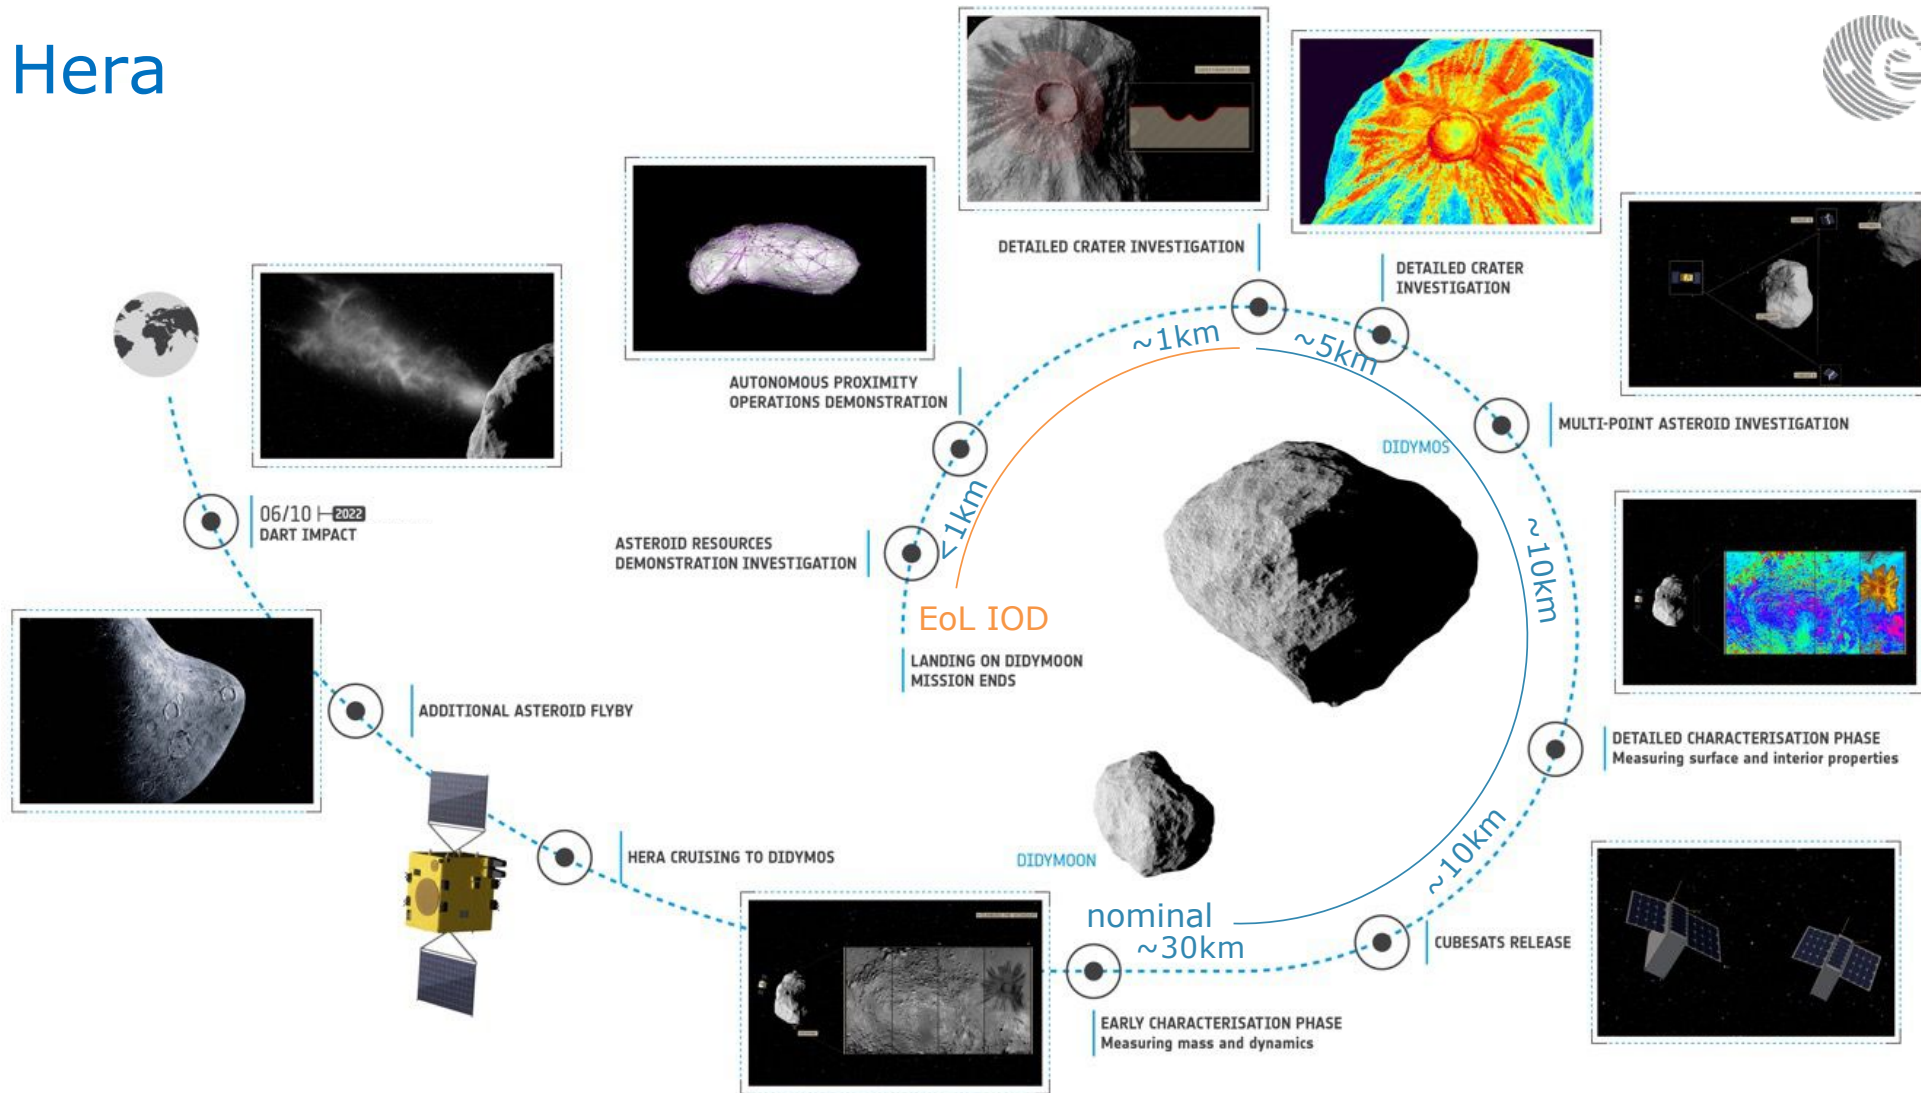 Hera
06/10 2022
DART IMPACT
ADDITIONAL ASTEROID FLYBY
HERA CRUISING TO DIDYMOS
EARLY CHARACTERISATION PHASE
Measuring mass and dynamics
nominal
~30km
CUBESATS RELEASE
~10km
DETAILED CHARACTERISATION PHASE
Measuring surface and interior properties
~10km
MULTI-POINT ASTEROID INVESTIGATION
DETAILED CRATER
INVESTIGATION
~5km
DETAILED CRATER INVESTIGATION
~1km
AUTONOMOUS PROXIMITY
OPERATIONS DEMONSTRATION
<1km
ASTEROID RESOURCES
DEMONSTRATION INVESTIGATION
EoL IOD
LANDING ON DIDYMOON
MISSION ENDS
DIDYMOS
DIDYMOON